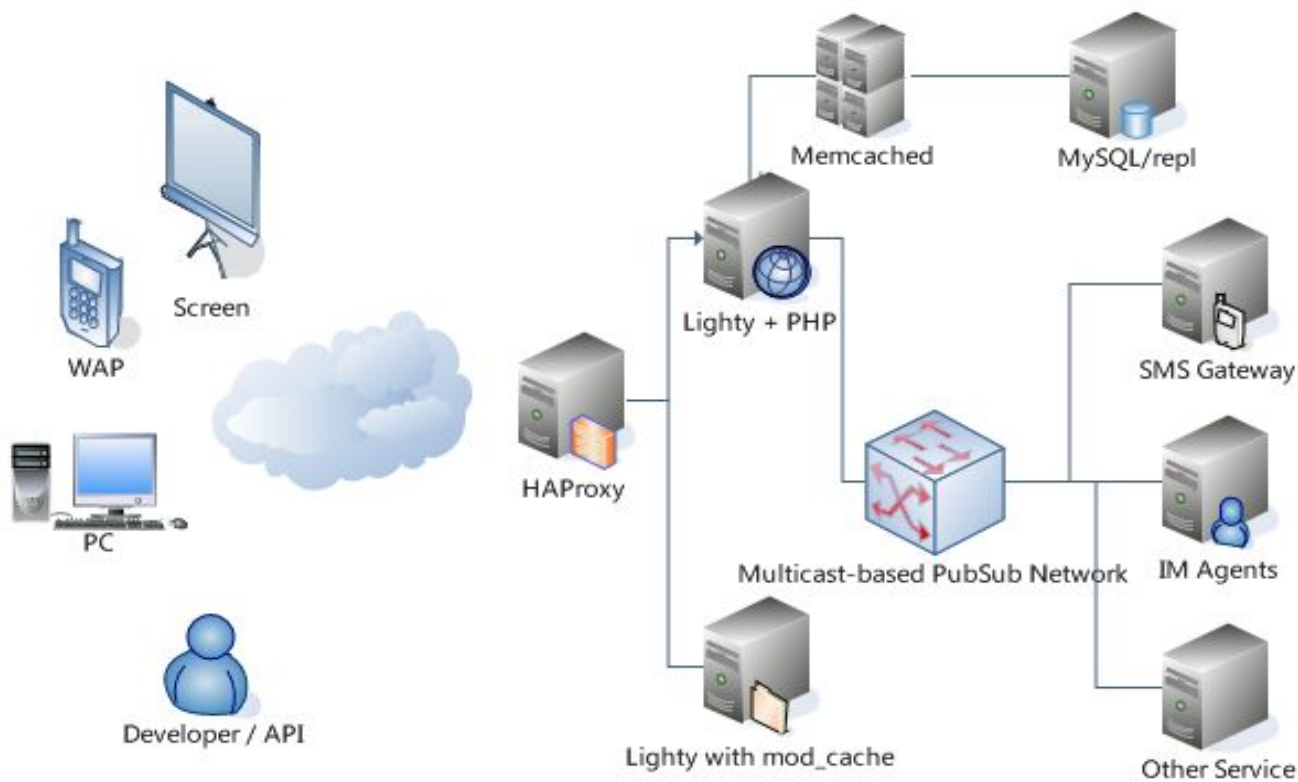 Memcached
MySQL/repl
Screen
WAP
Lighty + PHP
SMS Gateway
HAProxy
PC
Multicast-based PubSub Network
IM Agents
Developer / API
Lighty with mod_cache
Other Service